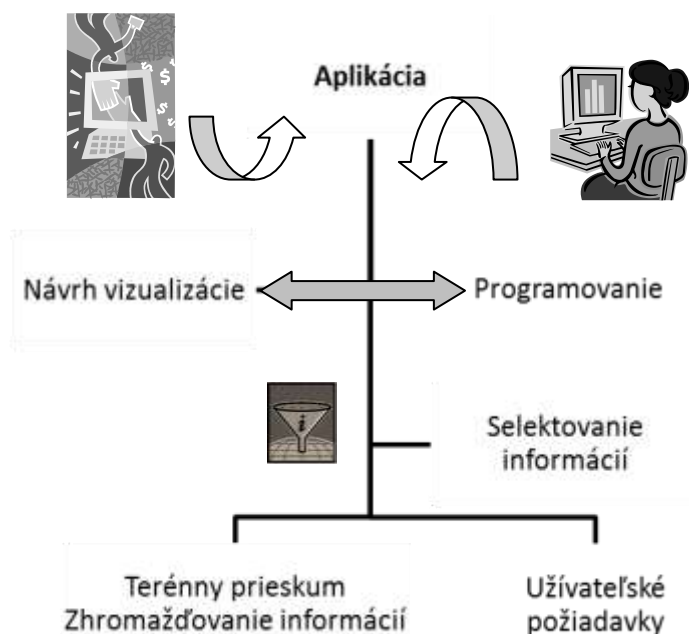 Aplikácia
Návrh vizualizácie
Programovanie
Selektovanie
informácií
Terénny prieskum
Zhromažďovanie informácií
Užívateľské
požiadavky